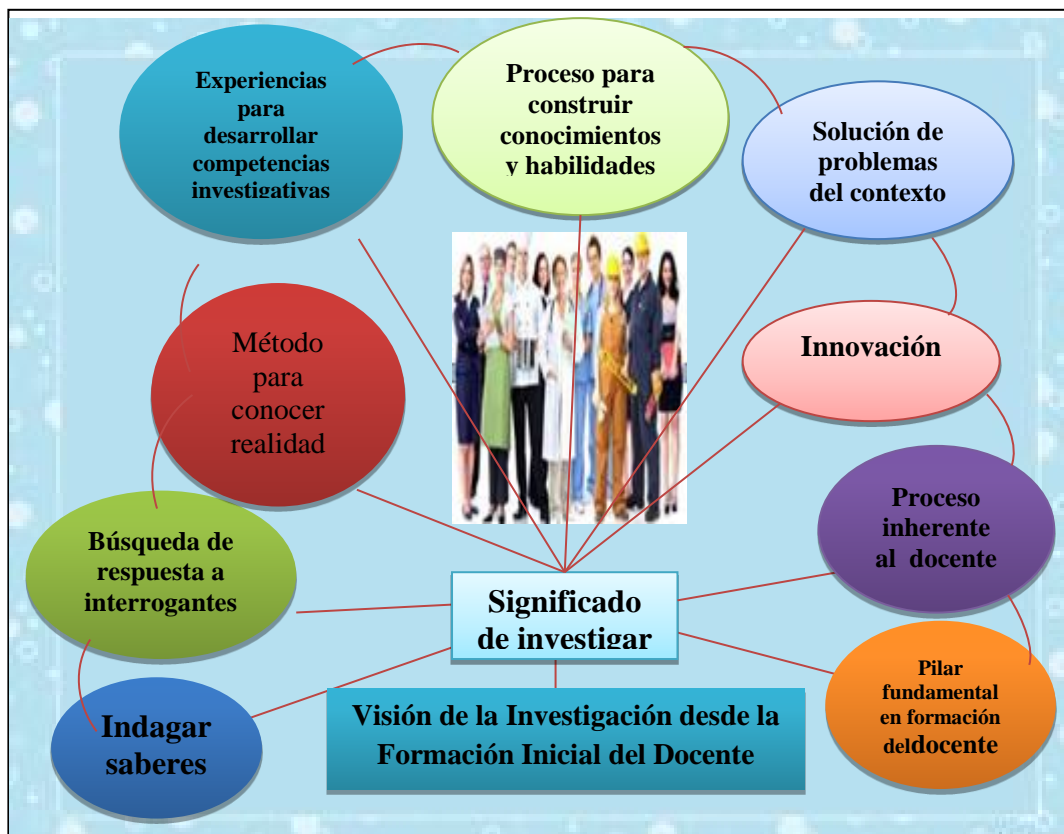 Experiencias
para
desarrollar
competencias
investigativas
Proceso para
construir
conocimientos
y habilidades
Solución de
problemas
del contexto
Método
para
conocer
realidad
Innovación
Búsqueda de
respuesta a
interrogantes
Proceso
inherente
al docente
Significado
de investigar
Indagar
saberes
Visión de la Investigación desde la
Formación Inicial del Docente
Pilar
fundamental
en formación
deldocente